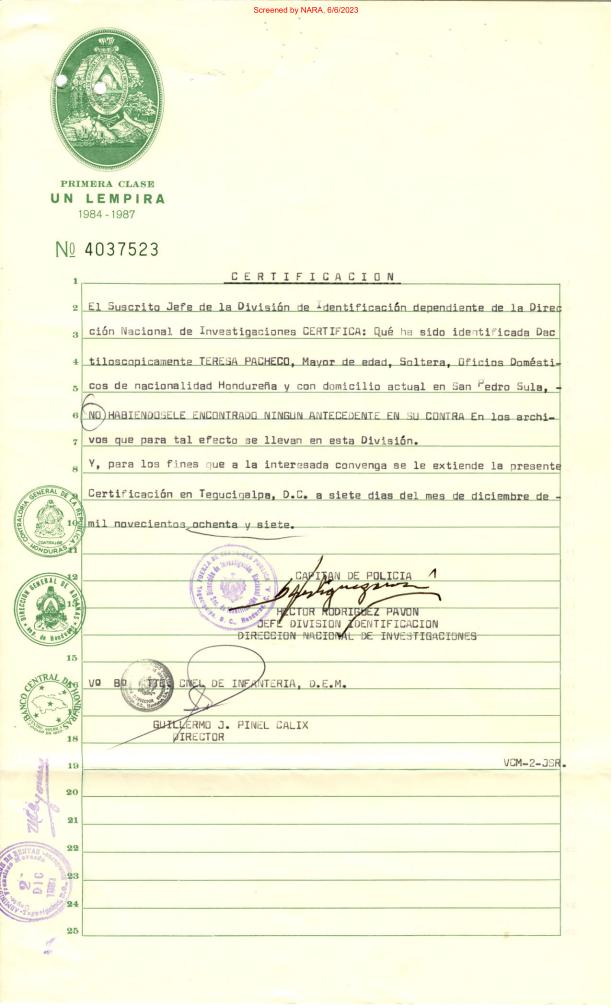 Screened by NARA, 6/6/2023
PRIMERA CLASE
UN LEMPIRA
1984 - 1987
Nº 4037523
1 CERTIFICACION
2 El Suscrito Jefe de la División de Identificación dependiente de la Direc
3 ción Nacional de Investigaciones CERTIFICA: Qué ha sido identificada Dac
4 tiloscopicamente TERESA PACHECO, Mayor de edad, Soltera, Oficios Domésti-
5 cos de nacionalidad Hondureña y con domicilio actual en San Pedro Sula, -
6 NO HABIENDOSELE ENCONTRADO NINGUN ANTECEDENTE EN SU CONTRA En los archi-
7 vos que para tal efecto se llevan en esta División.
8 Y, para los fines que a la interesada convenga se le extiende la presente
9 Certificación en Tegucigalpa, D.C. a siete dias del mes de diciembre de -
10 mil novecientos ochenta y siete.
CONTRALORIA GENERAL DE LA REPUBLICA
CONTRALOR
HONDURAS
11
12 CAPITAN DE POLICIA
13 HECTOR RODRIGUEZ PAVON
JEFE DIVISION IDENTIFICACION
DIRECCION NACIONAL DE INVESTIGACIONES
DIRECCION GENERAL DE ADUANAS
Rep. de Honduras
15
16 Vº Bº TTE. CNEL DE INFANTERIA, D.E.M.
BANCO CENTRAL DE HONDURAS
GUILLERMO J. PINEL CALIX
18 DIRECTOR
19 VCM-2-JSR.
20
21
22
23
2 DIC
24
25